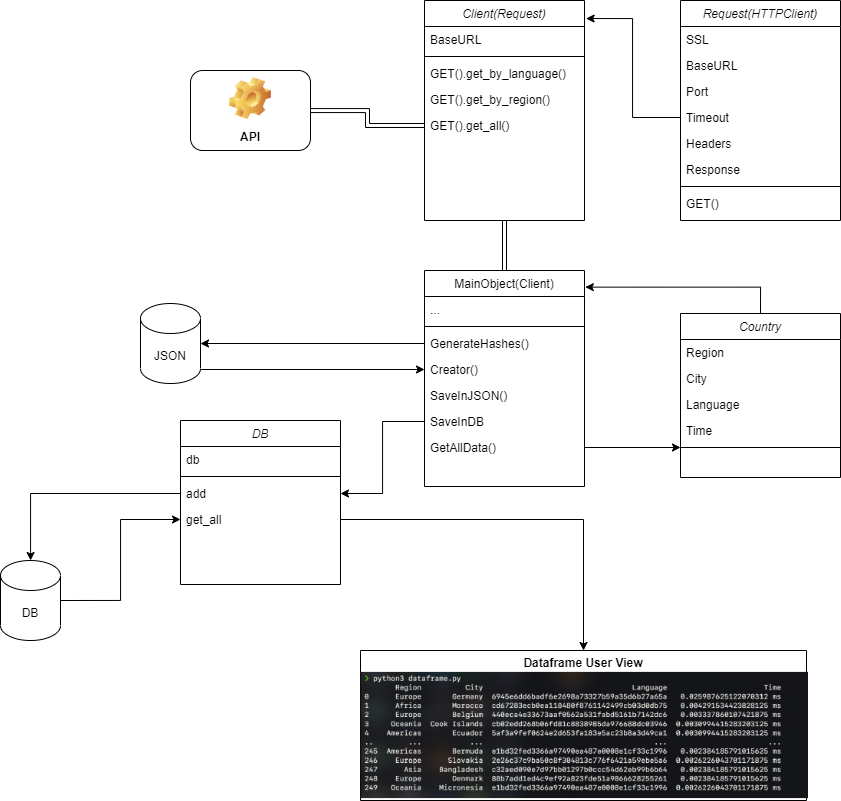 Client(Request)
BaseURL
GET().get_by_language()
GET().get_by_region()
GET().get_all()
Request(HTTPClient)
SSL
BaseURL
Port
Timeout
Headers
Response
GET()
API
MainObject(Client)
...
GenerateHashes()
Creator()
SaveInJSON()
SaveInDB
GetAllData()
Country
Region
City
Language
Time
JSON
DB
db
add
get_all
DB
Dataframe User View
❯ python3 dataframe.py
Region City Language Time
0 Europe Germany 6945e6dd6badf6e2698a73327b59a35d6b27a65a 0.025987625122070312 ms
1 Africa Morocco cd67283ecb0ea118480f8761142499cb03d0db75 0.004291534423828125 ms
2 Europe Belgium 440eca4e33673aaf0562a531fabd5161b7142dc6 0.003337860107421875 ms
3 Oceania Cook Islands cb02edd268b06fd81c8838985da976688dc03946 0.0030994415283203125 ms
4 Americas Ecuador 5af3a9fef0624e2d653fa183e5ac23b8a3d49ca1 0.0030994415283203125 ms
.. ... ... ... ...
245 Americas Bermuda e1bd32fed3366a97490ea487e0008e1cf33c1996 0.002384185791015625 ms
246 Europe Slovakia 2e26c37c9ba50c8f304813c776f6421a59ebe5a6 0.0026226043701171875 ms
247 Asia Bangladesh c32aed090e7d97bb01297b0ccc54d62eb99b6b64 0.002384185791015625 ms
248 Europe Denmark 88b7add1ed4c9ef92a823fde51a9866628255261 0.002384185791015625 ms
249 Oceania Micronesia e1bd32fed3366a97490ea487e0008e1cf33c1996 0.0026226043701171875 ms